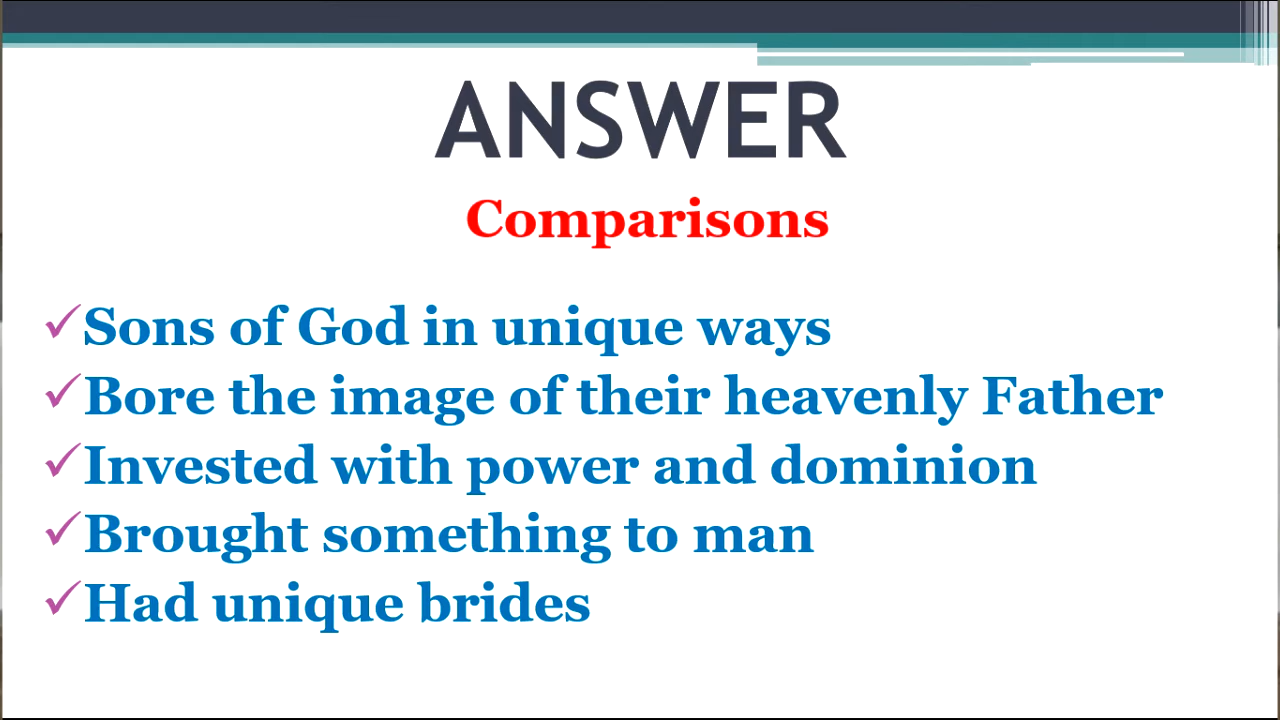 ANSWER
Comparisons
✓Sons of God in unique ways
✓Bore the image of their heavenly Father
✓Invested with power and dominion
✓Brought something to man
✓Had unique brides